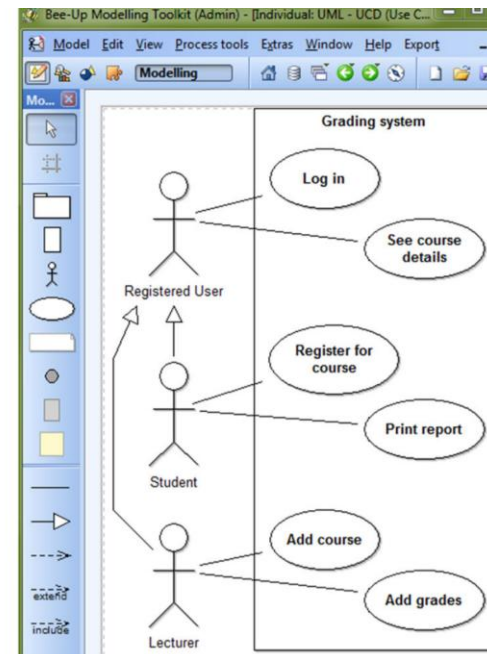 Bee-Up Modelling Toolkit (Admin) - [Individual: UML - UCD (Use C...
Model Edit View Process tools Extras Window Help Export
Modelling
Mo...
Grading system
Log in
See course
details
Registered User
Register for
course
Print report
Student
Add course
Add grades
Lecturer
extend
include